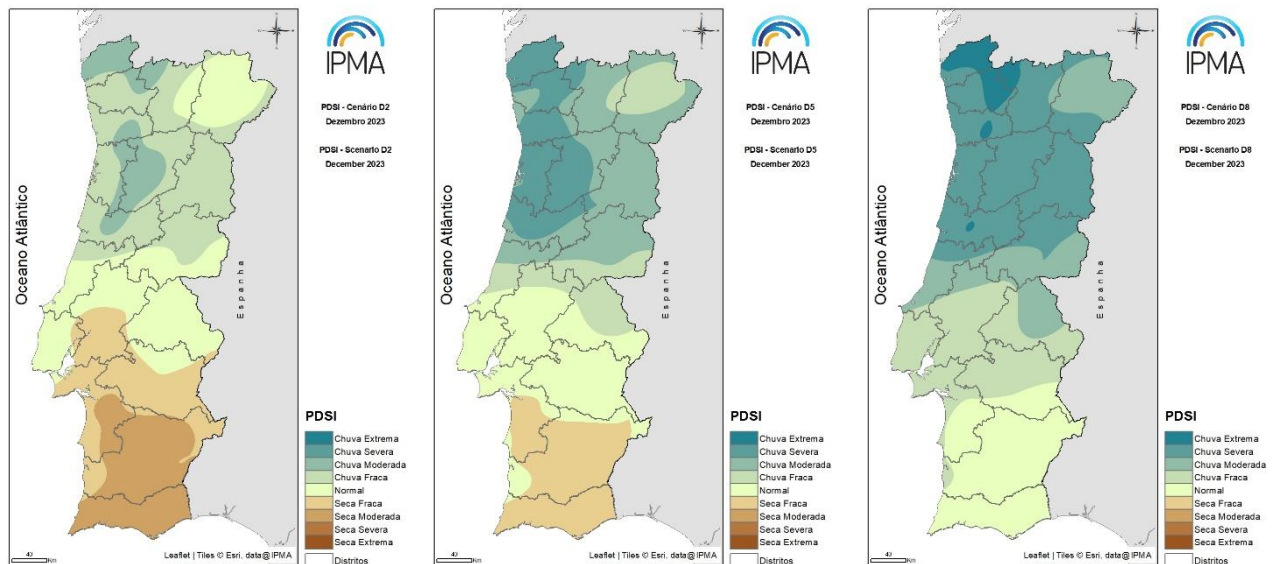 IPMA
PDSI - Cenário D2
Dezembro 2023
PDSI - Scenario D2
December 2023
Oceano Atlântico
Espanha
PDSI
Chuva Extrema
Chuva Severa
Chuva Moderada
Chuva Fraca
Normal
Seca Fraca
Seca Moderada
Seca Severa
Seca Extrema
Distritos
40
Km
Leaflet | Tiles © Esri, data@IPMA
IPMA
PDSI - Cenário D5
Dezembro 2023
PDSI - Scenario D5
December 2023
Oceano Atlântico
Espanha
PDSI
Chuva Extrema
Chuva Severa
Chuva Moderada
Chuva Fraca
Normal
Seca Fraca
Seca Moderada
Seca Severa
Seca Extrema
Distritos
40
Km
Leaflet | Tiles © Esri, data@IPMA
IPMA
PDSI - Cenário D8
Dezembro 2023
PDSI - Scenario D8
December 2023
Oceano Atlântico
Espanha
PDSI
Chuva Extrema
Chuva Severa
Chuva Moderada
Chuva Fraca
Normal
Seca Fraca
Seca Moderada
Seca Severa
Seca Extrema
Distritos
40
Km
Leaflet | Tiles © Esri, data@IPMA